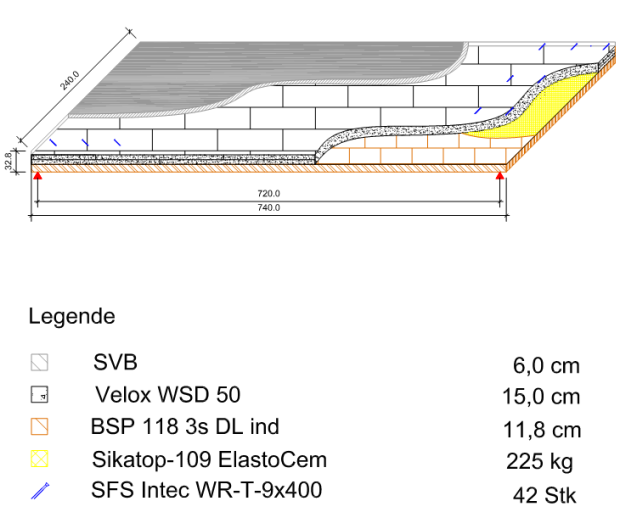 240.0
32.8
720.0
740.0
Legende
SVB 6,0 cm
Velox WSD 50 15,0 cm
BSP 118 3s DL ind 11,8 cm
Sikatop-109 ElastoCem 225 kg
SFS Intec WR-T-9x400 42 Stk